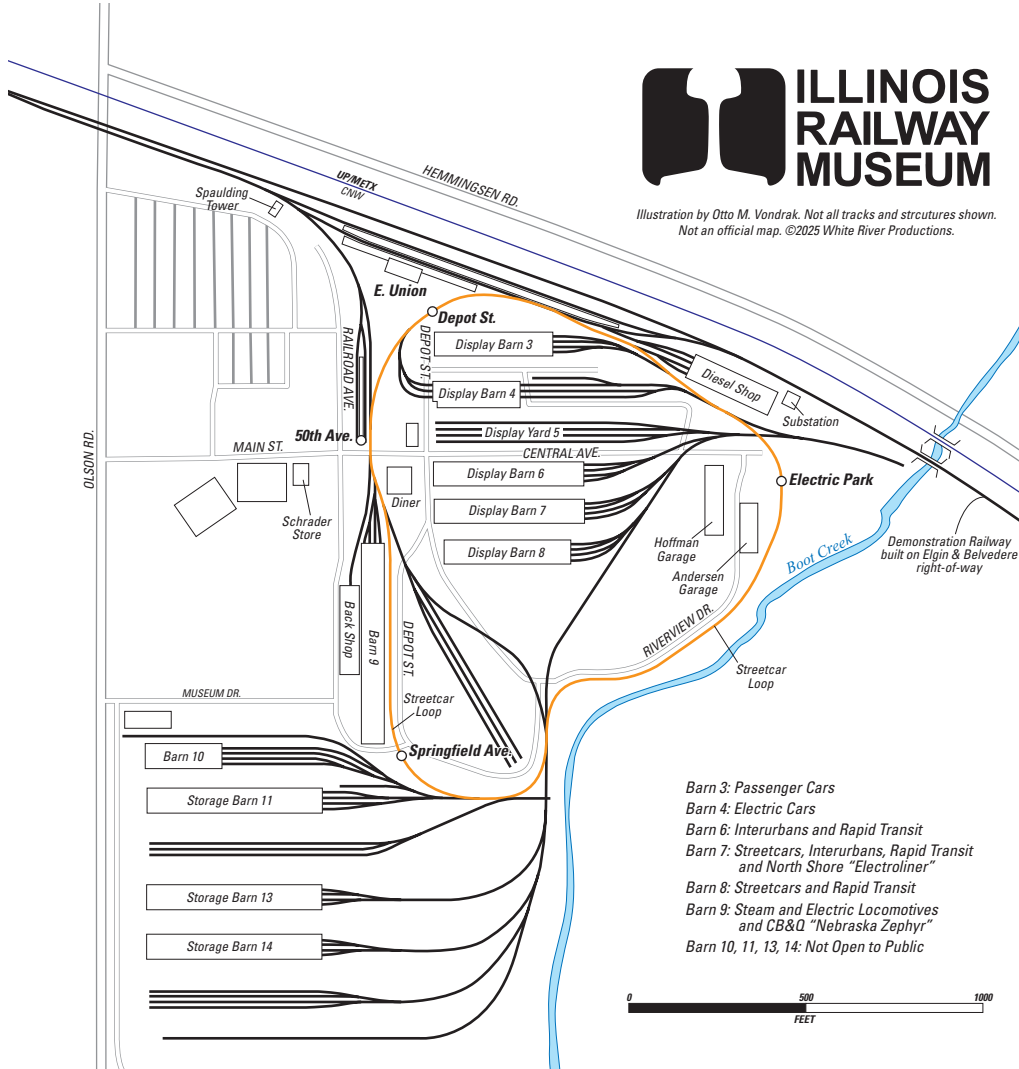 ILLINOIS
RAILWAY
MUSEUM
Illustration by Otto M. Vondrak. Not all tracks and strcutures shown.
Not an official map. ©2025 White River Productions.
HEMMINGSEN RD.
UP/METX
CNW
Spaulding
Tower
E. Union
Depot St.
RAILROAD AVE.
DEPOT ST.
Display Barn 3
Display Barn 4
Diesel Shop
Substation
50th Ave.
MAIN ST.
Display Yard 5
CENTRAL AVE.
OLSON RD.
Display Barn 6
Electric Park
Diner
Schrader
Store
Display Barn 7
Display Barn 8
Hoffman
Garage
Andersen
Garage
Demonstration Railway
built on Elgin & Belvedere
right-of-way
Boot Creek
Back Shop
Barn 9
DEPOT ST.
RIVERVIEW DR.
Streetcar
Loop
MUSEUM DR.
Streetcar
Loop
Springfield Ave.
Barn 10
Storage Barn 11
Storage Barn 13
Storage Barn 14
Barn 3: Passenger Cars
Barn 4: Electric Cars
Barn 6: Interurbans and Rapid Transit
Barn 7: Streetcars, Interurbans, Rapid Transit
and North Shore “Electroliner”
Barn 8: Streetcars and Rapid Transit
Barn 9: Steam and Electric Locomotives
and CB&Q “Nebraska Zephyr”
Barn 10, 11, 13, 14: Not Open to Public
0 500 1000
FEET